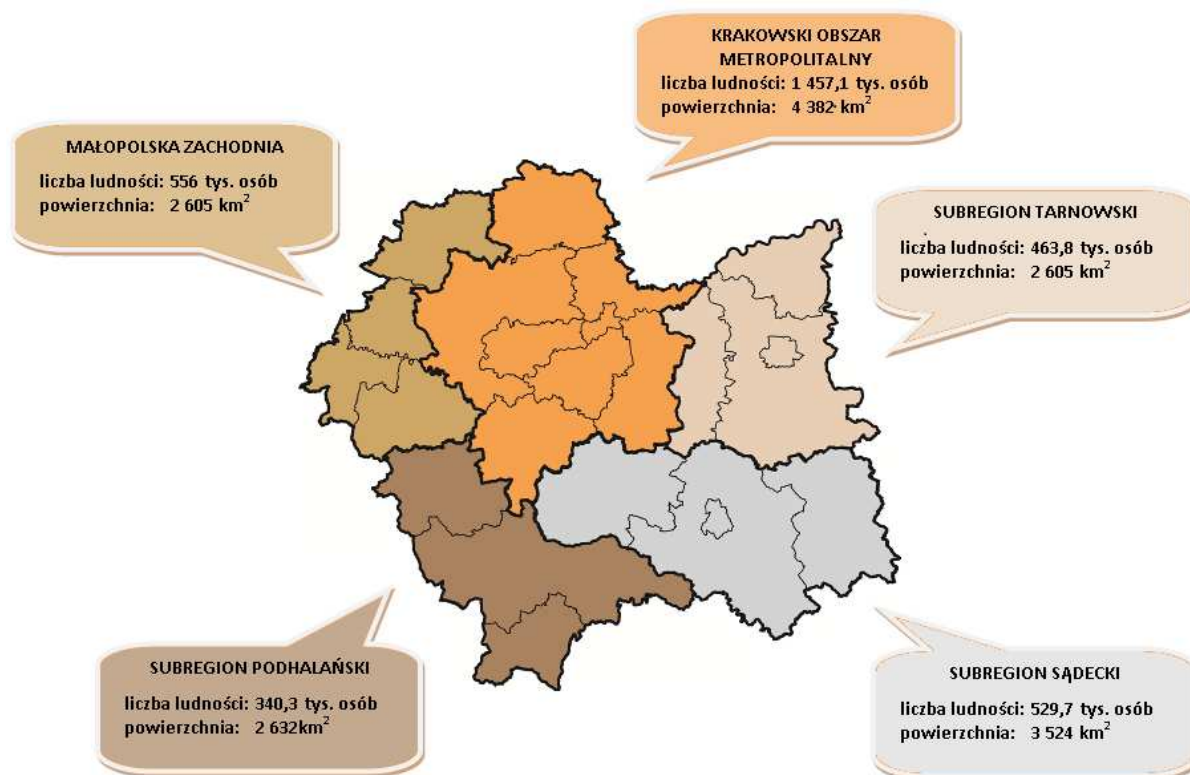 KRAKOWSKI OBSZAR
METROPOLITALNY
liczba ludności: 1 457,1 tys. osób
powierzchnia: 4 382 km²
MAŁOPOLSKA ZACHODNIA
liczba ludności: 556 tys. osób
powierzchnia: 2 605 km²
SUBREGION TARNOWSKI
liczba ludności: 463,8 tys. osób
powierzchnia: 2 605 km²
SUBREGION PODHALAŃSKI
liczba ludności: 340,3 tys. osób
powierzchnia: 2 632km²
SUBREGION SĄDECKI
liczba ludności: 529,7 tys. osób
powierzchnia: 3 524 km²